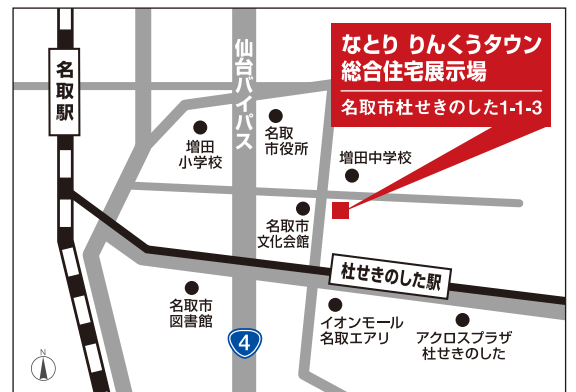 なとり りんくうタウン
総合住宅展示場
名取市杜せきのした1-1-3
名取駅
仙台バイパス
増田
小学校
名取
市役所
増田中学校
名取市
文化会館
杜せきのした駅
名取市
図書館
4
イオンモール
名取エアリ
アクロスプラザ
杜せきのした
N